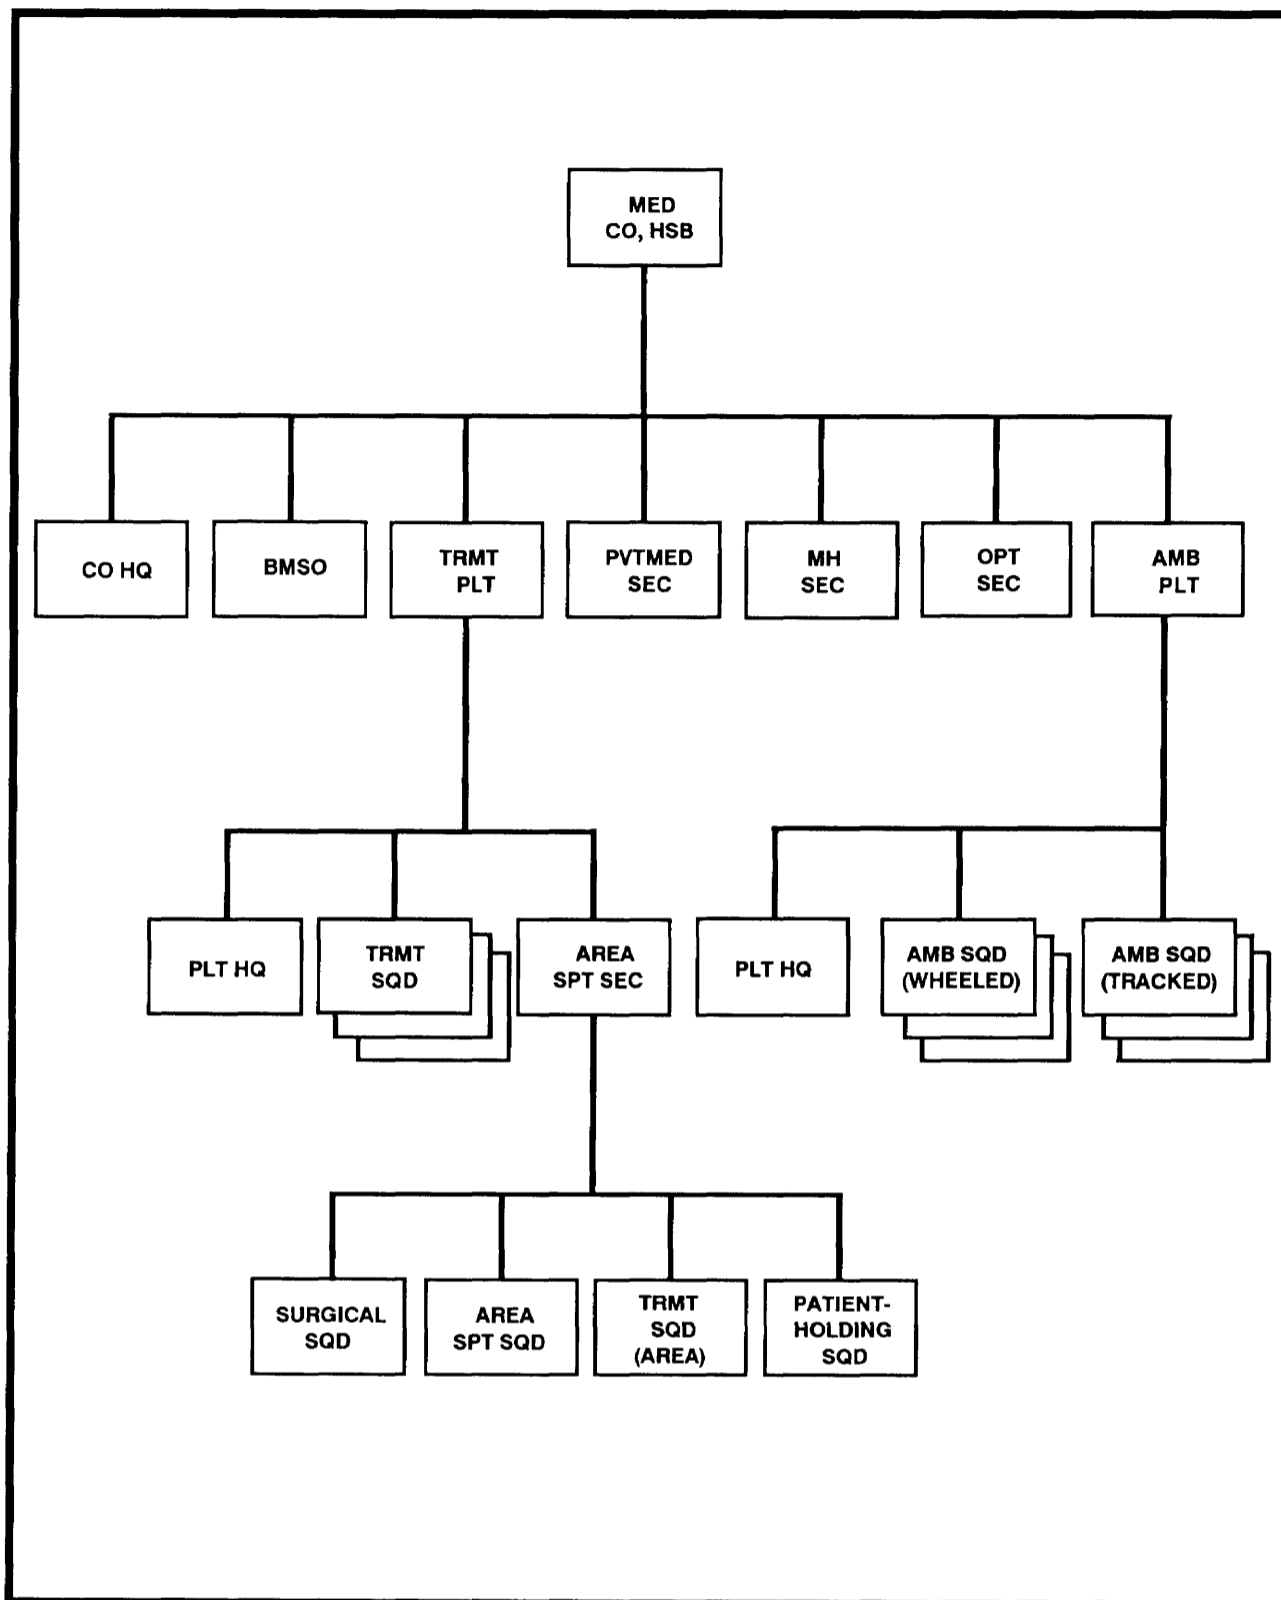 MED
CO, HSB
CO HQ
BMSO
TRMT
PLT
PVTMED
SEC
MH
SEC
OPT
SEC
AMB
PLT
PLT HQ
TRMT
SQD
AREA
SPT SEC
PLT HQ
AMB SQD
(WHEELED)
AMB SQD
(TRACKED)
SURGICAL
SQD
AREA
SPT SQD
TRMT
SQD
(AREA)
PATIENT-
HOLDING
SQD